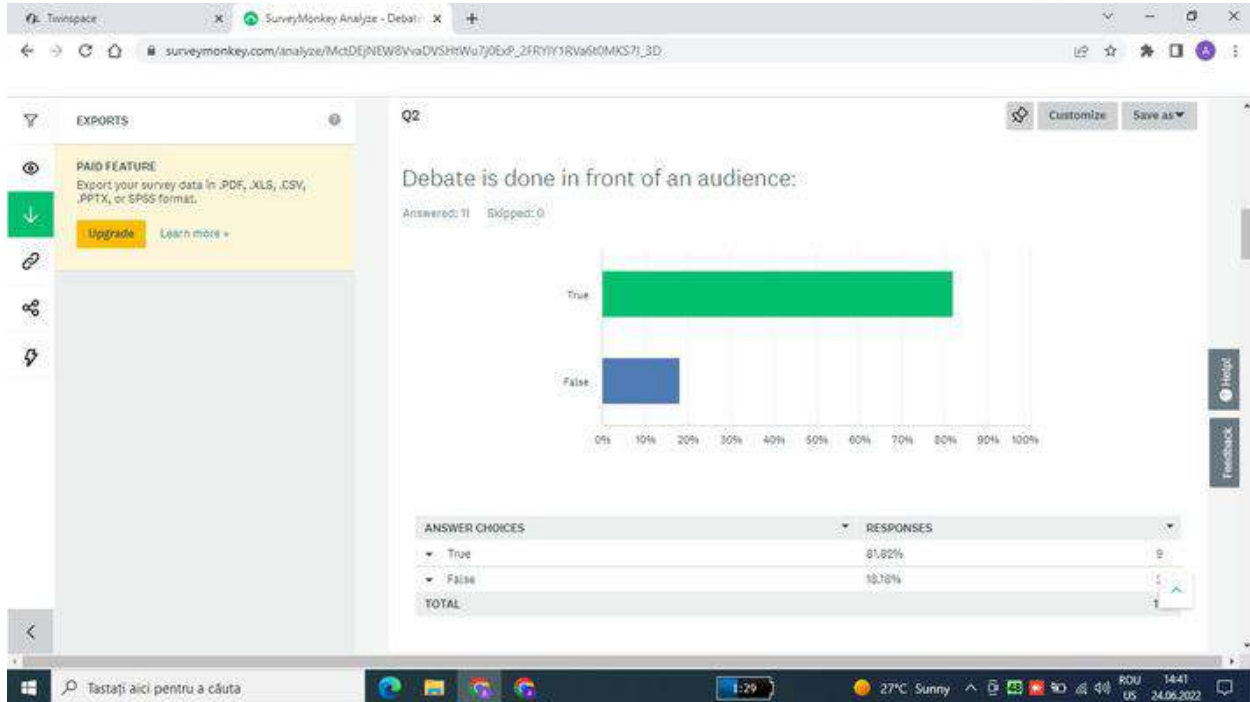 Twinspace
SurveyMonkey Analyze - Debat
EXPORTS
PAID FEATURE
Export your survey data in .PDF, .XLS, .CSV,
.PPTX, or SPSS format.
Upgrade Learn more »
Q2
Customize Save as
Debate is done in front of an audience:
Answered: 11 Skipped: 0
True
False
0% 10% 20% 30% 40% 50% 60% 70% 80% 90% 100%
ANSWER CHOICES RESPONSES
True 81.82% 9
False 18.18%
TOTAL
Help!
Feedback
Tastați aici pentru a căuta
1:29
27°C Sunny
ROU 14:41
US 24.06.2022